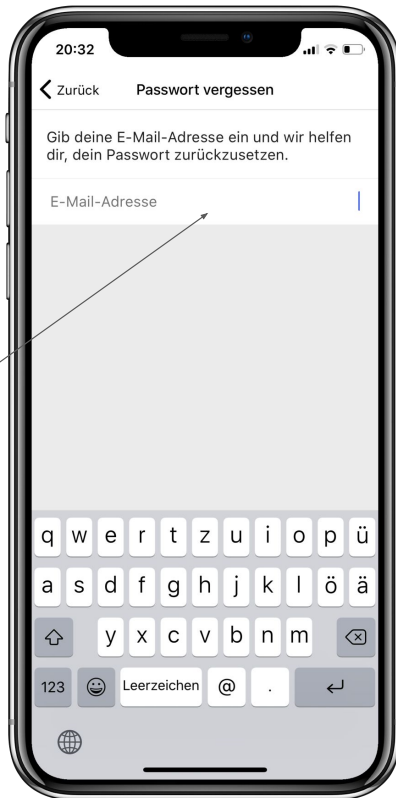 20:32
Zurück Passwort vergessen
Gib deine E-Mail-Adresse ein und wir helfen
dir, dein Passwort zurückzusetzen.
E-Mail-Adresse
q w e r t z u i o p ü
a s d f g h j k l ö ä
y x c v b n m
123 Leerzeichen @ .